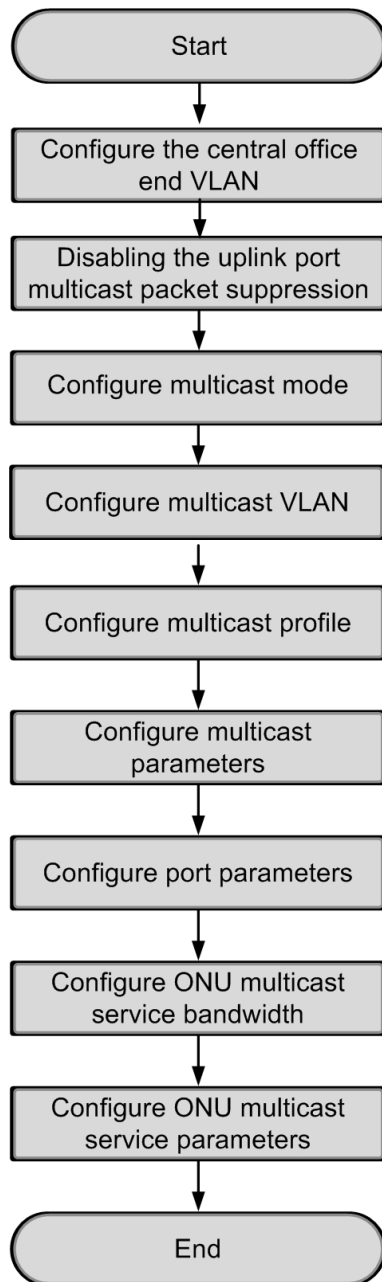 Start
Configure the central office
end VLAN
Disabling the uplink port
multicast packet suppression
Configure multicast mode
Configure multicast VLAN
Configure multicast profile
Configure multicast
parameters
Configure port parameters
Configure ONU multicast
service bandwidth
Configure ONU multicast
service parameters
End